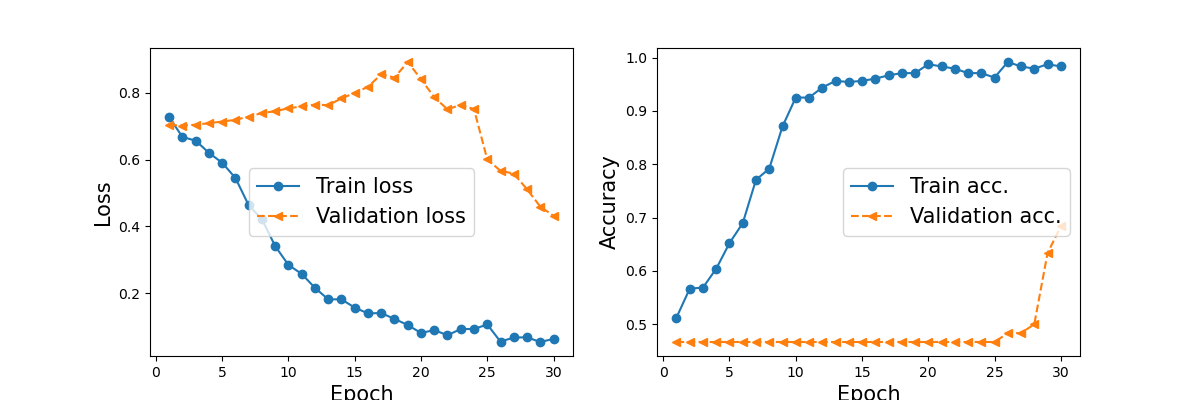 0.8
0.6
0.4
0.2
Loss
0 5 10 15 20 25 30
Epoch
Train loss
Validation loss
1.0
0.9
0.8
0.7
0.6
0.5
Accuracy
0 5 10 15 20 25 30
Epoch
Train acc.
Validation acc.